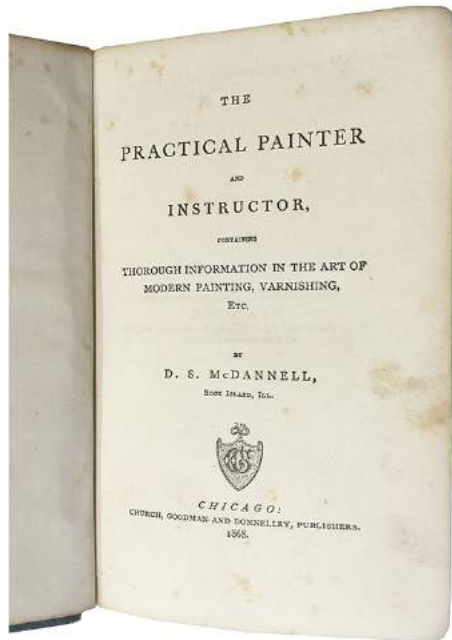 THE
PRACTICAL PAINTER
AND
INSTRUCTOR,
CONTAINING
THOROUGH INFORMATION IN THE ART OF
MODERN PAINTING, VARNISHING,
ETC.
BY
D. S. McDANNELL,
ROCK ISLAND, ILL.
CHICAGO:
CHURCH, GOODMAN AND DONNELLEY, PUBLISHERS.
1868.